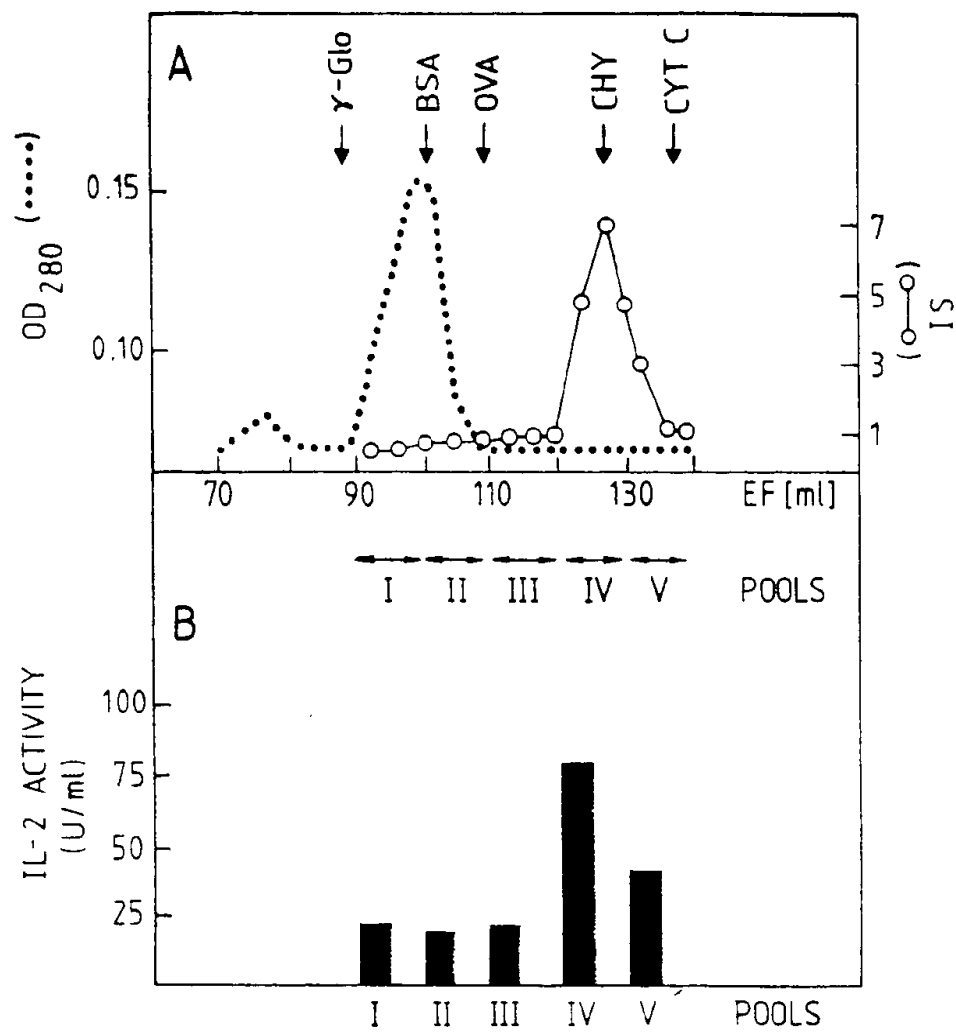 A
γ-Glo
BSA
OVA
CHY
CYT C
OD280 (·····)
0.15
0.10
7
5
3
1
IS (○—○)
70
90
110
130
EF [ml]
I
II
III
IV
V
POOLS
B
IL-2 ACTIVITY
(U/ml)
100
75
50
25
I
II
III
IV
V
POOLS